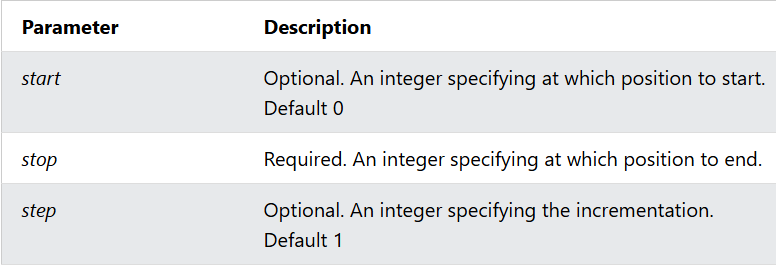 Parameter Description
start Optional. An integer specifying at which position to start.
Default 0
stop Required. An integer specifying at which position to end.
step Optional. An integer specifying the incrementation.
Default 1